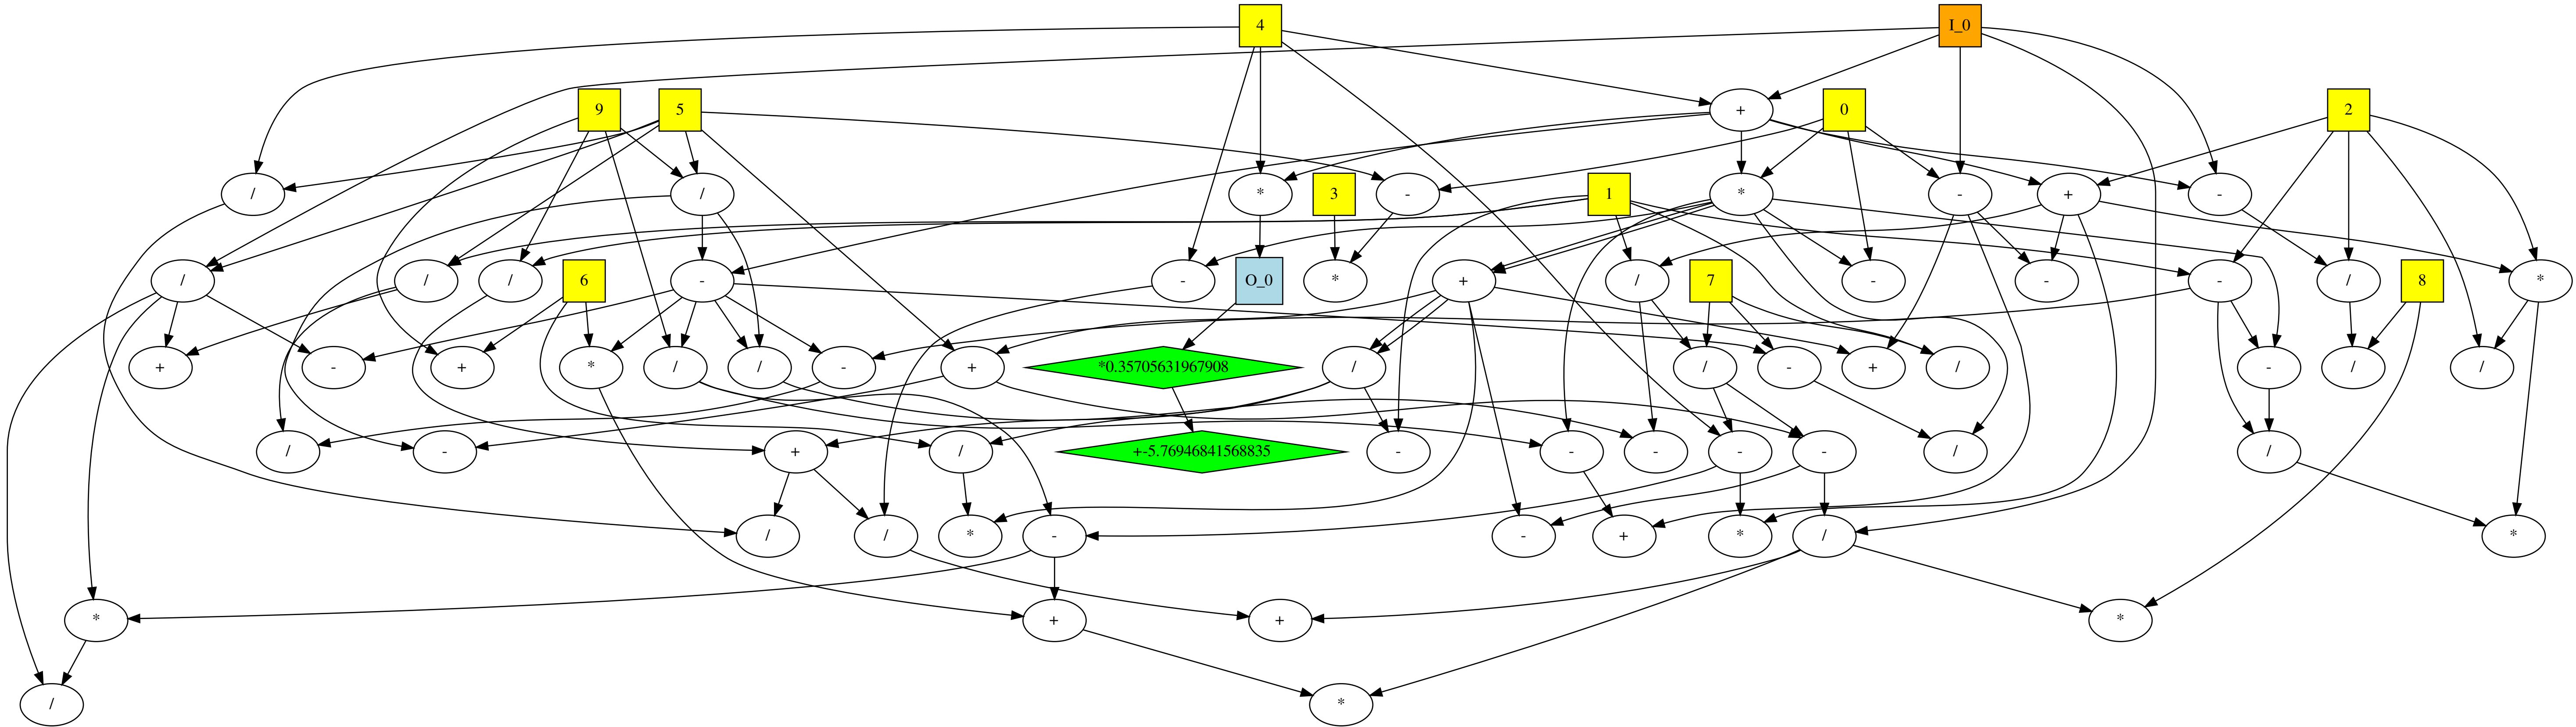 4 I_0
9 5 + 0 2
/ / * 3 - 1 * - + -
/ / / 6 - - O_0 * + / 7 - - - / 8 *
+ - + * / / - + *0.35705631967908 / / - + / - / /
/ - + / +-5.76946841568835 - - - - - / /
/ / * - - + * / *
* + + *
/ *